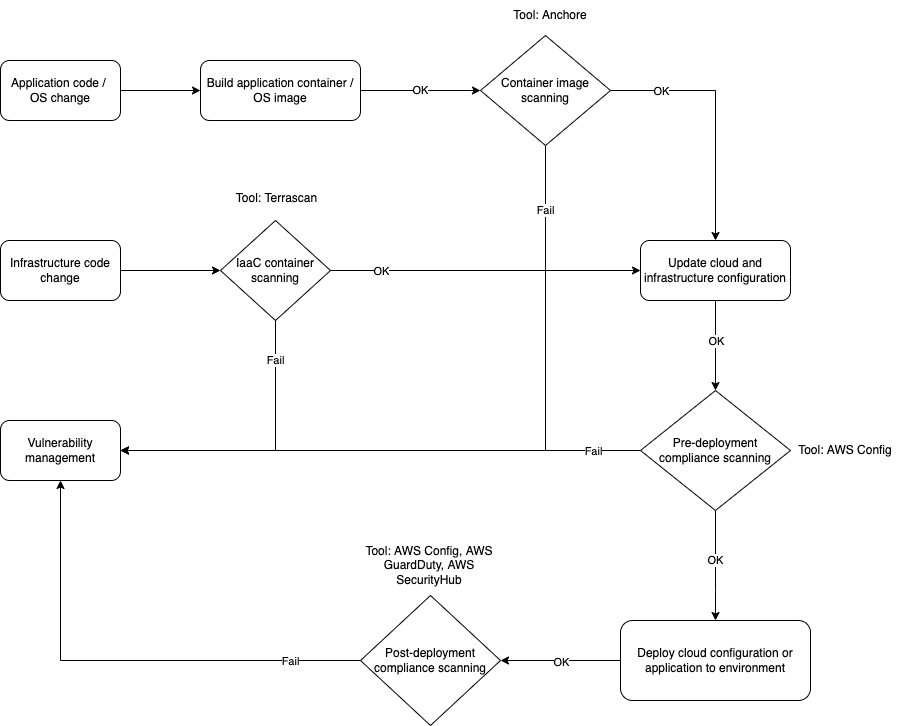 Tool: Anchore
Application code /
OS change
Build application container /
OS image
OK
Container image
scanning
OK
Fail
Tool: Terrascan
Infrastructure code
change
IaaC container
scanning
OK
Update cloud and
infrastructure configuration
Fail
OK
Vulnerability
management
Fail
Pre-deployment
compliance scanning
Tool: AWS Config
OK
Tool: AWS Config, AWS
GuardDuty, AWS
SecurityHub
Fail
Post-deployment
compliance scanning
OK
Deploy cloud configuration or
application to environment